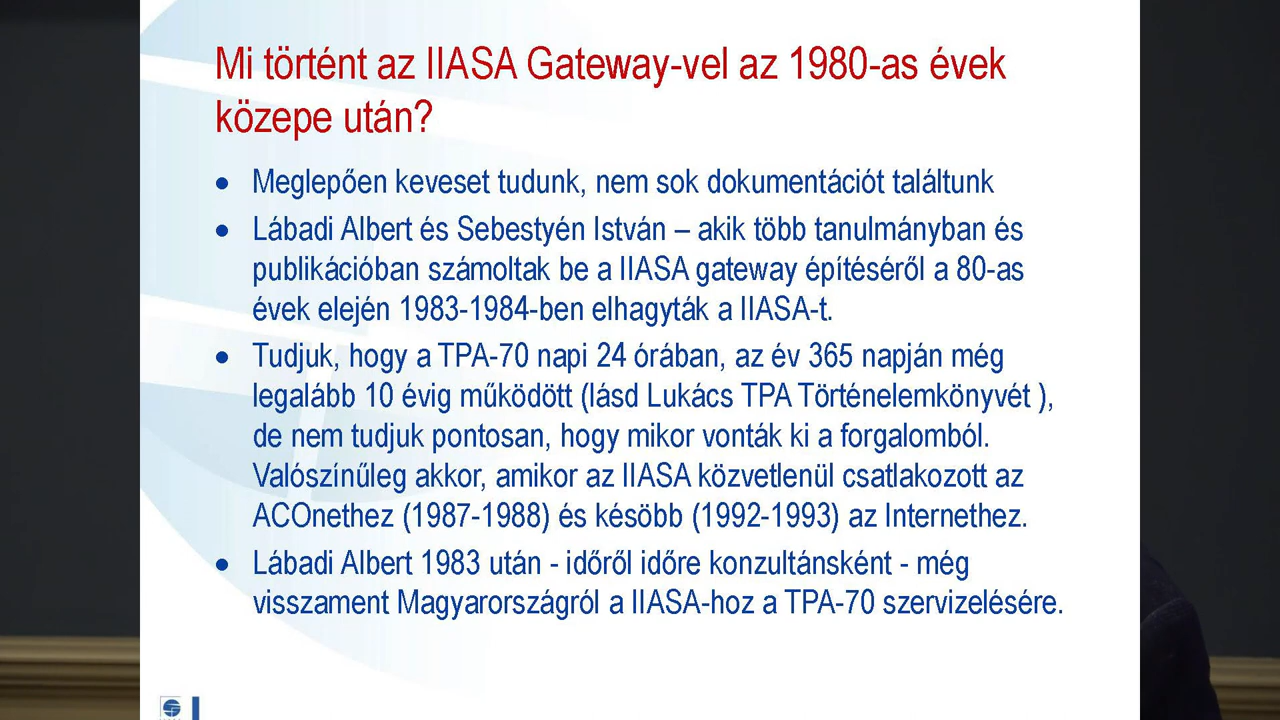 Mi történt az IIASA Gateway-vel az 1980-as évek
közepe után?
• Meglepően keveset tudunk, nem sok dokumentációt találtunk
• Lábadi Albert és Sebestyén István – akik több tanulmányban és
publikációban számoltak be a IIASA gateway építéséről a 80-as
évek elején 1983-1984-ben elhagyták a IIASA-t.
• Tudjuk, hogy a TPA-70 napi 24 órában, az év 365 napján még
legalább 10 évig működött (lásd Lukács TPA Történelemkönyvét ),
de nem tudjuk pontosan, hogy mikor vonták ki a forgalomból.
Valószínűleg akkor, amikor az IIASA közvetlenül csatlakozott az
ACOnethez (1987-1988) és késöbb (1992-1993) az Internethez.
• Lábadi Albert 1983 után - időről időre konzultánsként - még
visszament Magyarországról a IIASA-hoz a TPA-70 szervizelésére.